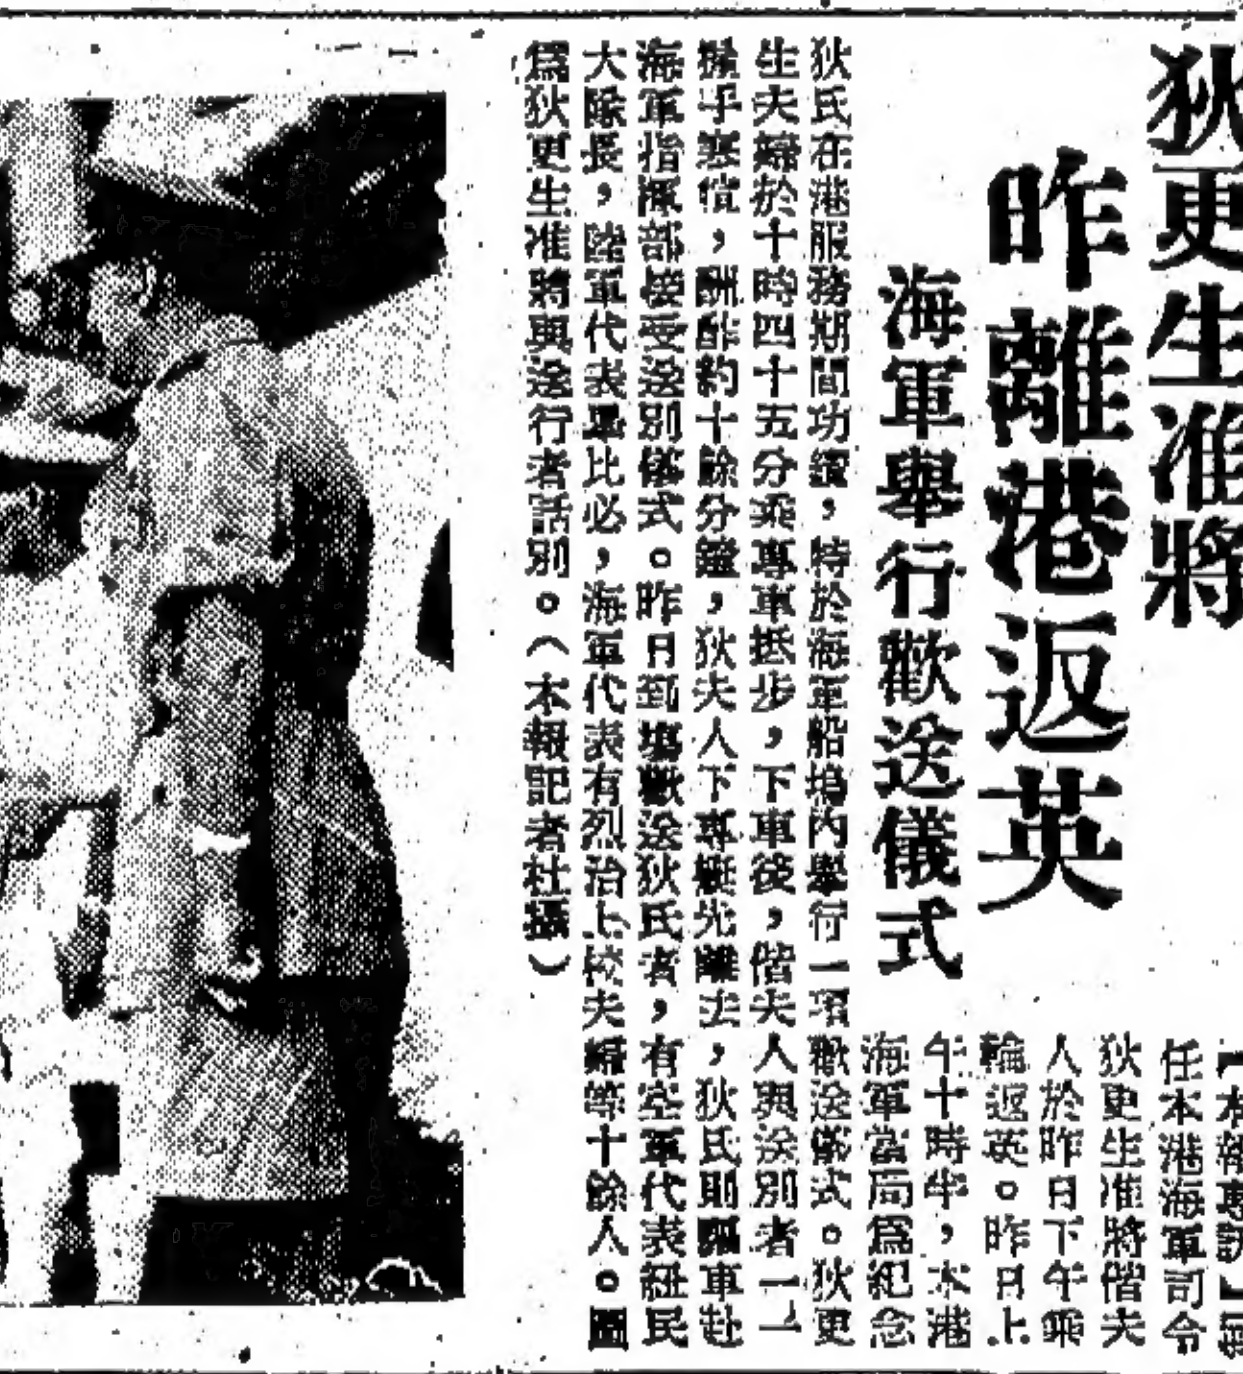 狄更生准將
昨離港返英
海軍舉行歡送儀式
【本報專訊】
任本港海軍司令
狄更生准將偕夫
人於昨日下午乘
輪返英。昨日上
午十時半,本港
海軍當局爲紀念
狄氏在港服務期間功績,特於海軍船塢內舉行一項歡送儀式。狄更
生夫婦於十時四十五分乘專車抵步,下車後,偕夫人與送別者一一
握手寒喧,酬酢約十餘分鐘,狄夫人下專艇先離去,狄氏則驅車赴
海軍指揮部接受送別儀式。昨日到塲歡送狄氏者,有空軍代表紐民
大隊長,陸軍代表畢比必,海軍代表有烈治上校夫婦等十餘人。圖
爲狄更生准將與送行者話別。(本報記者杜攝)